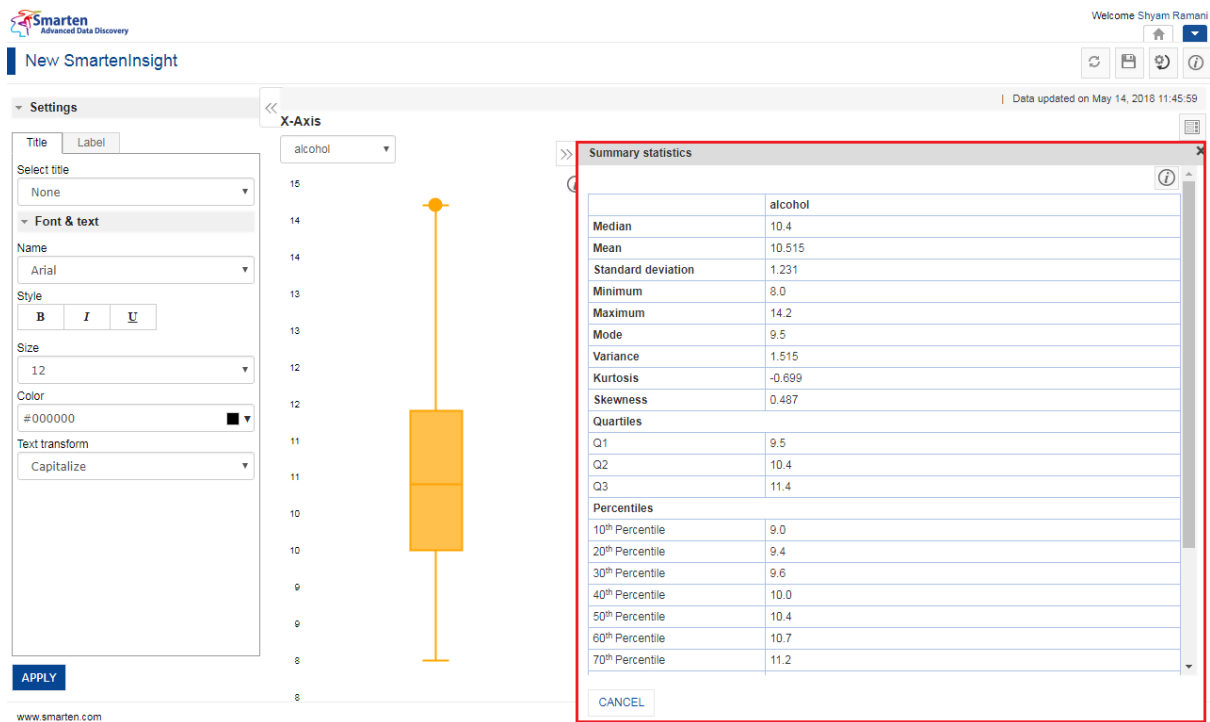 Smarten
Advanced Data Discovery
Welcome Shyam Ramani
New SmartenInsight
| Data updated on May 14, 2018 11:45:59
Settings
Title Label
Select title
None
Font & text
Name
Arial
Style
B I U
Size
12
Color
#000000
Text transform
Capitalize
APPLY
X-Axis
alcohol
15
14
14
13
13
12
12
11
11
10
10
9
9
8
8
Summary statistics
alcohol
Median 10.4
Mean 10.515
Standard deviation 1.231
Minimum 8.0
Maximum 14.2
Mode 9.5
Variance 1.515
Kurtosis -0.699
Skewness 0.487
Quartiles
Q1 9.5
Q2 10.4
Q3 11.4
Percentiles
10th Percentile 9.0
20th Percentile 9.4
30th Percentile 9.6
40th Percentile 10.0
50th Percentile 10.4
60th Percentile 10.7
70th Percentile 11.2
CANCEL
www.smarten.com